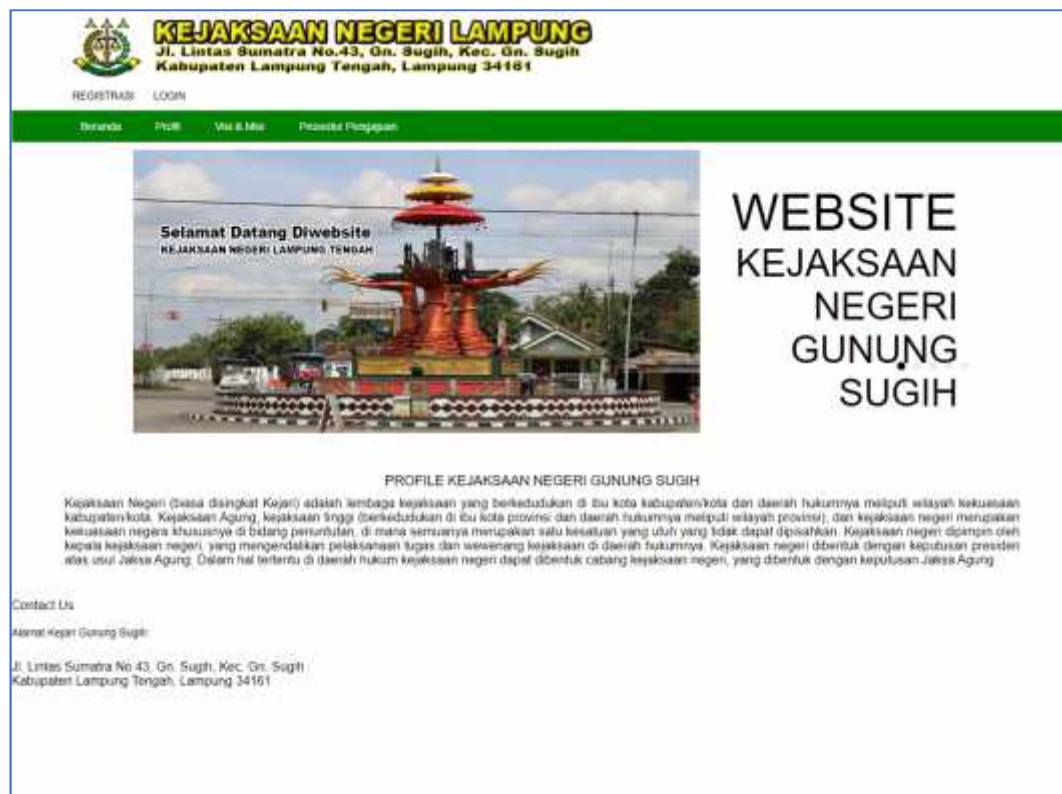 KEJAKSAAN NEGERI LAMPUNG
Jl. Lintas Sumatra No.43, Gn. Sugih, Kec. Gn. Sugih
Kabupaten Lampung Tengah, Lampung 34161
REGISTRASI LOGIN
Beranda Profil Visi & Misi Prosedur Pengajuan
Selamat Datang Diwebsite
KEJAKSAAN NEGERI LAMPUNG TENGAH
WEBSITE
KEJAKSAAN
NEGERI
GUNUNG
SUGIH
PROFILE KEJAKSAAN NEGERI GUNUNG SUGIH
Kejaksaan Negeri (biasa disingkat Kejari) adalah lembaga kejaksaan yang berkedudukan di ibu kota kabupaten/kota dan daerah hukumnya meliputi wilayah kekuasaan
kabupaten/kota. Kejaksaan Agung, kejaksaan tinggi (berkedudukan di ibu kota provinsi dan daerah hukumnya meliputi wilayah provinsi), dan kejaksaan negeri merupakan
kekuasaan negara khususnya di bidang penuntutan, di mana semuanya merupakan satu kesatuan yang utuh yang tidak dapat dipisahkan. Kejaksaan negeri dipimpin oleh
kepala kejaksaan negeri, yang mengendalikan pelaksanaan tugas dan wewenang kejaksaan di daerah hukumnya. Kejaksaan negeri dibentuk dengan keputusan presiden
atas usul Jaksa Agung. Dalam hal tertentu di daerah hukum kejaksaan negeri dapat dibentuk cabang kejaksaan negeri, yang dibentuk dengan keputusan Jaksa Agung
Contact Us
Alamat Kejari Gunung Sugih:
Jl. Lintas Sumatra No 43, Gn. Sugih, Kec. Gn. Sugih
Kabupaten Lampung Tengah, Lampung 34161